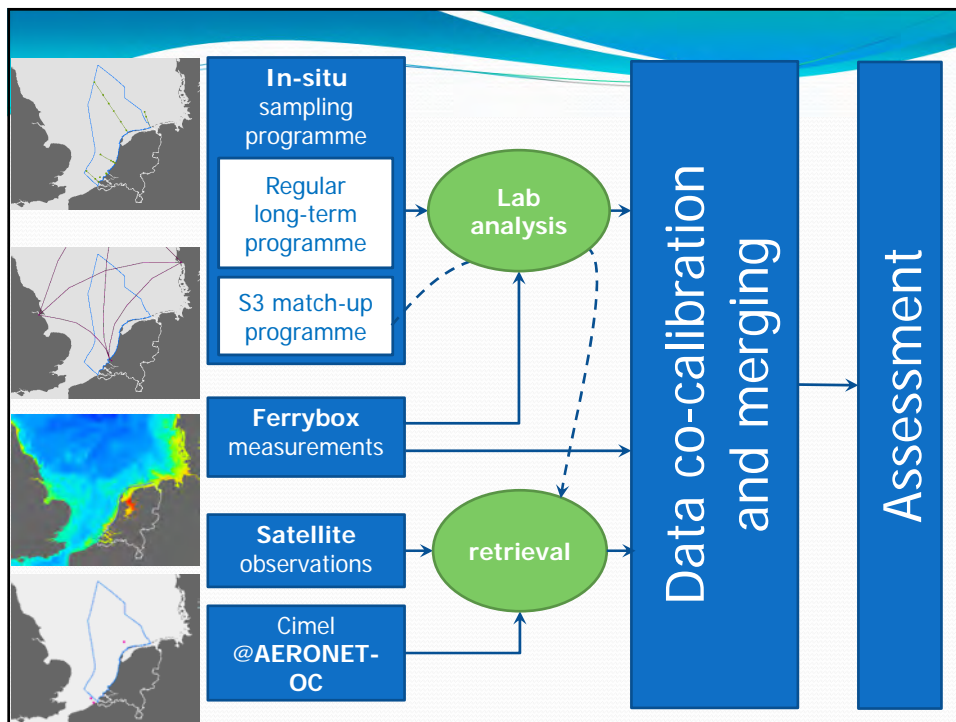 In-situ
sampling
programme
Regular
long-term
programme
S3 match-up
programme
Lab
analysis
Ferrybox
measurements
Satellite
observations
retrieval
Cimel
@AERONET-
OC
Data co-calibration
and merging
Assessment